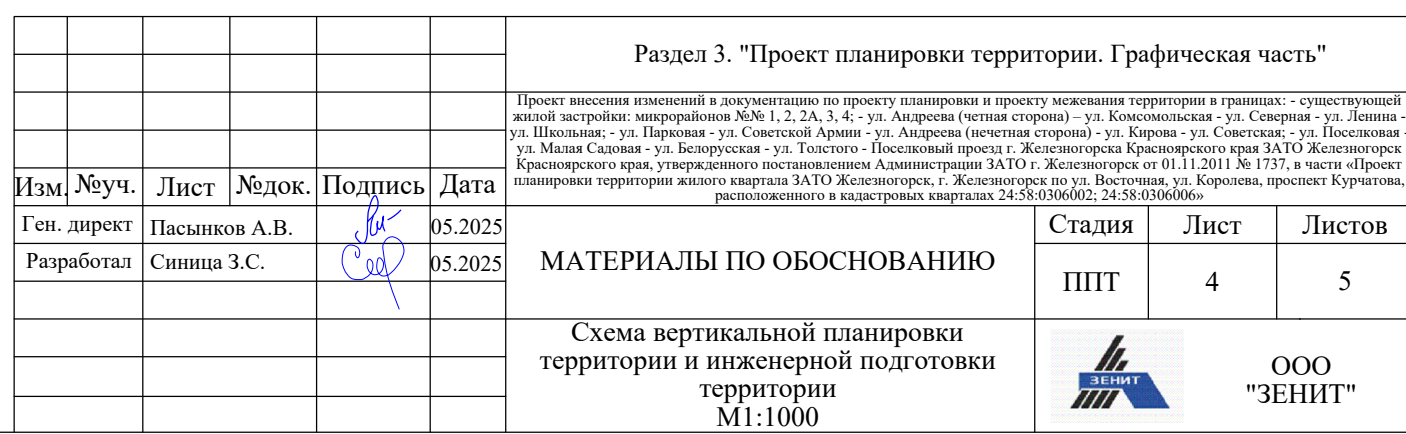 Раздел 3. "Проект планировки территории. Графическая часть"
Проект внесения изменений в документацию по проекту планировки и проекту межевания территории в границах: - существующей
жилой застройки: микрорайонов №№ 1, 2, 2А, 3, 4; - ул. Андреева (четная сторона) – ул. Комсомольская - ул. Северная - ул. Ленина -
ул. Школьная; - ул. Парковая - ул. Советской Армии - ул. Андреева (нечетная сторона) - ул. Кирова - ул. Советская; - ул. Поселковая -
ул. Малая Садовая - ул. Белорусская - ул. Толстого - Поселковый проезд г. Железногорска Красноярского края ЗАТО Железногорск
Красноярского края, утвержденного постановлением Администрации ЗАТО г. Железногорск от 01.11.2011 № 1737, в части «Проект
планировки территории жилого квартала ЗАТО Железногорск, г. Железногорск по ул. Восточная, ул. Королева, проспект Курчатова,
расположенного в кадастровых кварталах 24:58:0306002; 24:58:0306006»
Изм. №уч. Лист №док. Подпись Дата
Ген. директ Пасынков А.В. 05.2025
Разработал Синица З.С. 05.2025
МАТЕРИАЛЫ ПО ОБОСНОВАНИЮ
Стадия Лист Листов
ППТ 4 5
Схема вертикальной планировки
территории и инженерной подготовки
территории
М1:1000
ЗЕНИТ
ООО
"ЗЕНИТ"